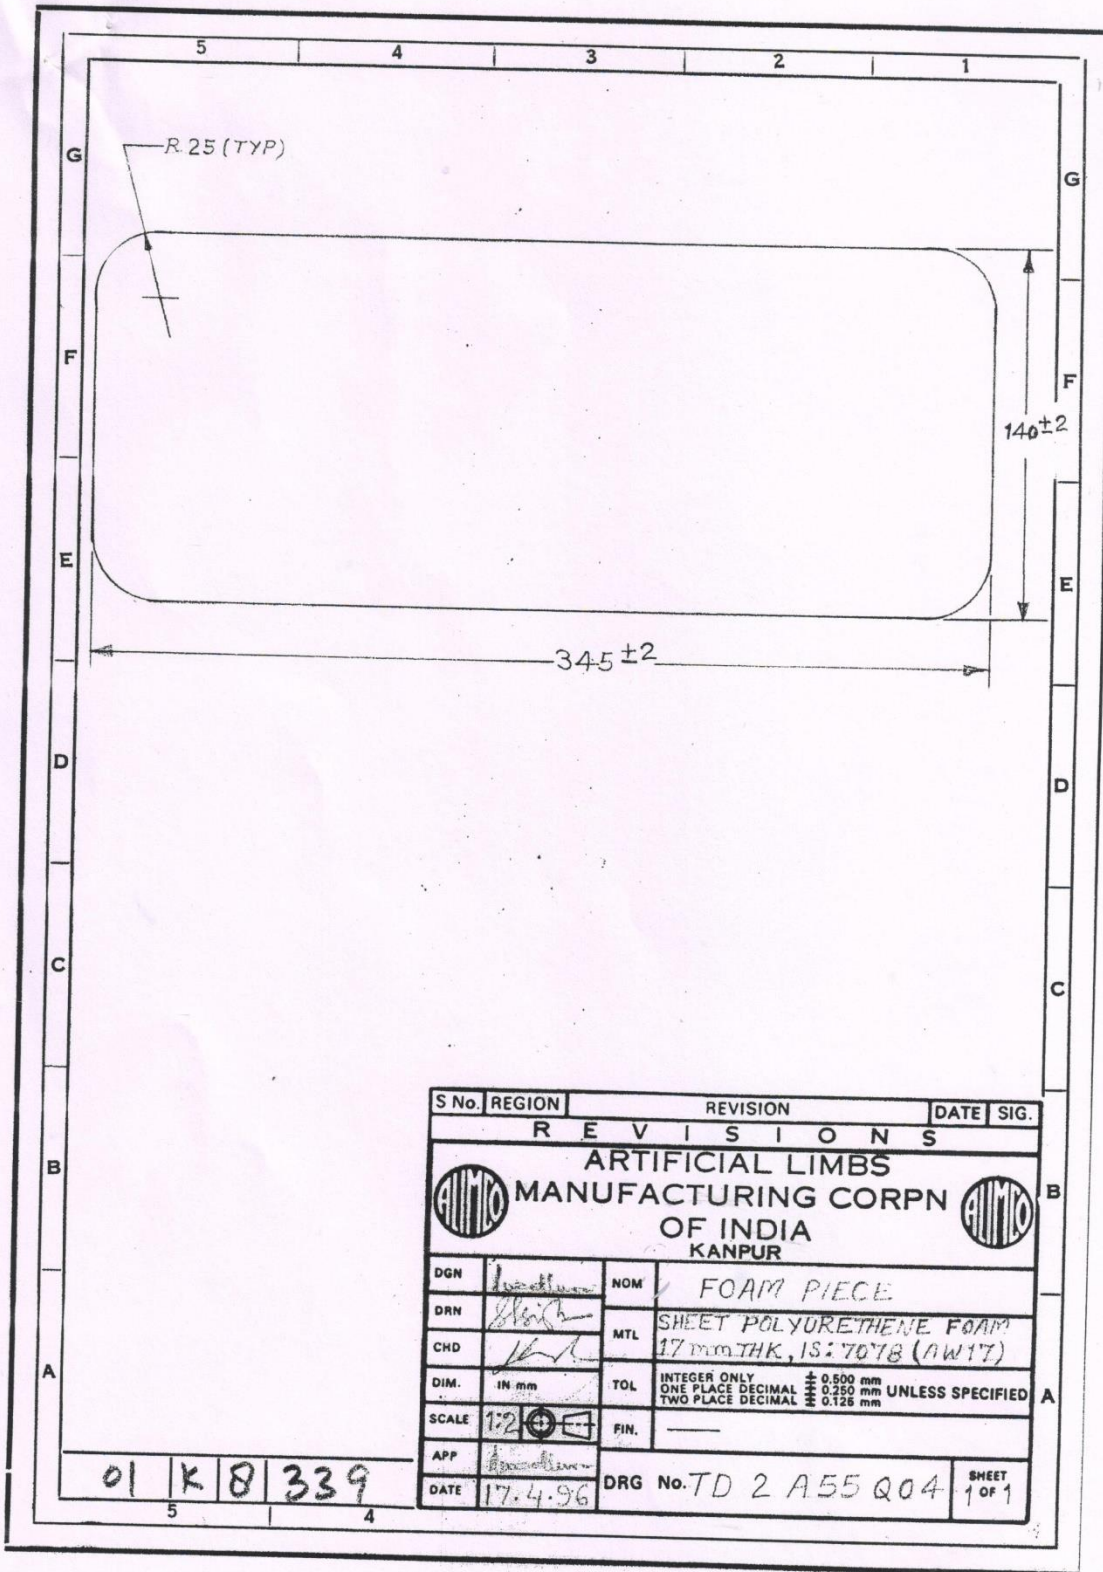 5 4 3 2 1
G G
R.25 (TYP)
F F
140±2
E E
345±2
D D
C C
S No. REGION REVISION DATE SIG.
REVISIONS
B B
ARTIFICIAL LIMBS
MANUFACTURING CORPN
OF INDIA
KANPUR
ALIMCO ALIMCO
DGN NOM FOAM PIECE
DRN MTL SHEET POLYURETHENE FOAM
17 mm THK, IS: 7078 (AW17)
CHD
A A
DIM. IN mm TOL INTEGER ONLY ± 0.500 mm
ONE PLACE DECIMAL ± 0.250 mm UNLESS SPECIFIED
TWO PLACE DECIMAL ± 0.125 mm
SCALE 1:2 FIN. —
APP
DATE 17.4.96 DRG No. TD 2 A55 Q04 SHEET
1 OF 1
01 K 8 339
5 4